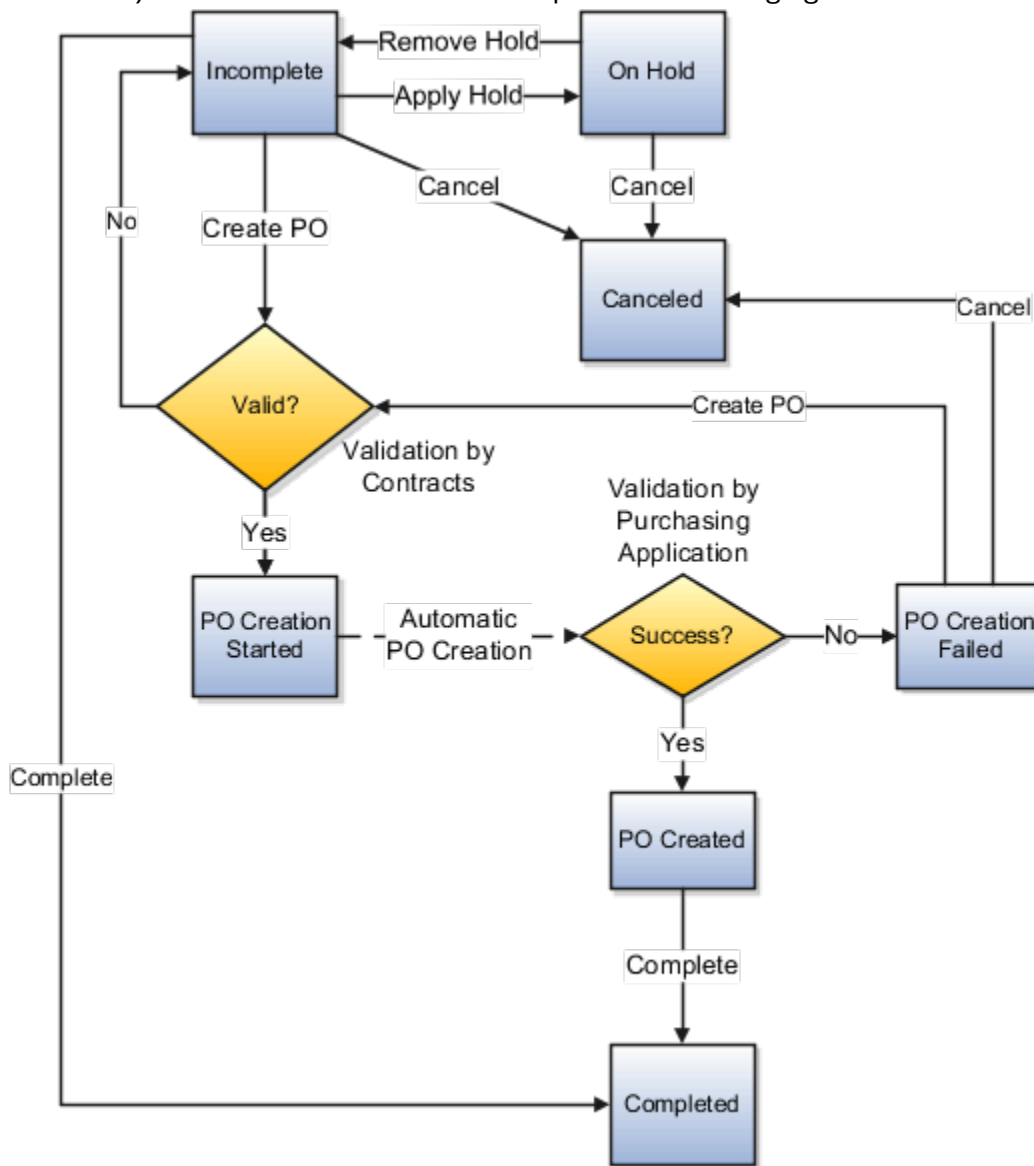 Remove Hold
Incomplete
On Hold
Apply Hold
Cancel
Cancel
No
Create PO
Canceled
Cancel
Valid?
Create PO
Validation by
Contracts
Validation by
Purchasing
Application
Yes
PO Creation
Started
Automatic
PO Creation
Success?
No
PO Creation
Failed
Yes
Complete
PO Created
Complete
Completed